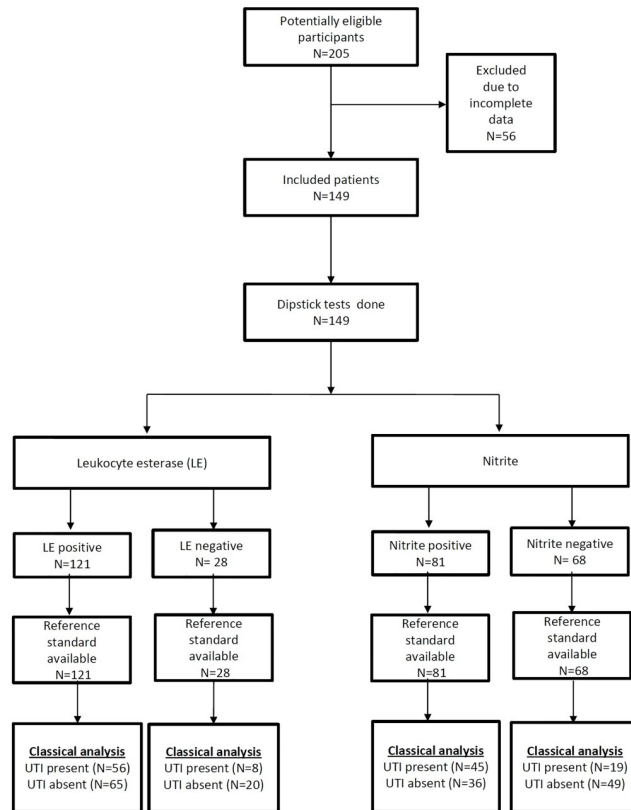 Potentially eligible
participants
N=205
Excluded
due to
incomplete
data
N=56
Included patients
N=149
Dipstick tests done
N=149
Leukocyte esterase (LE)
Nitrite
LE positive
N=121
LE negative
N= 28
Nitrite positive
N=81
Nitrite negative
N= 68
Reference
standard
available
N=121
Reference
standard
available
N=28
Reference
standard
available
N=81
Reference
standard
available
N=68
Classical analysis
UTI present (N=56)
UTI absent (N=65)
Classical analysis
UTI present (N=8)
UTI absent (N=20)
Classical analysis
UTI present (N=45)
UTI absent (N=36)
Classical analysis
UTI present (N=19)
UTI absent (N=49)